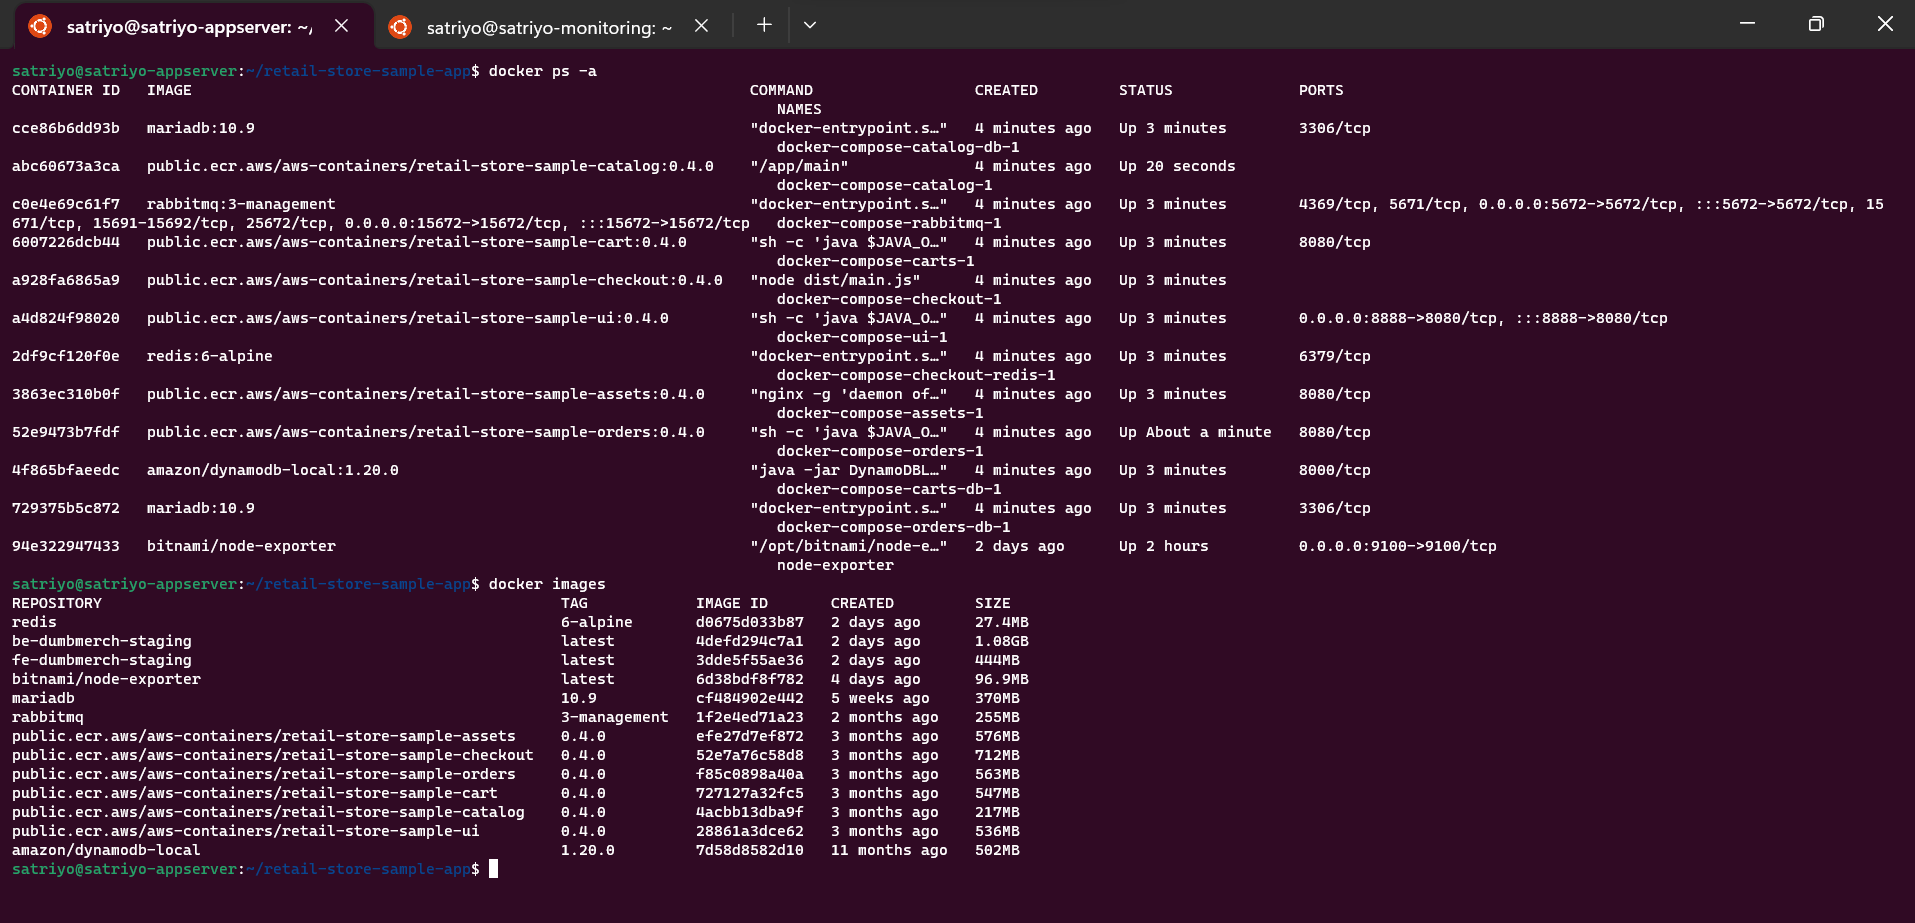 satriyo@satriyo-appserver: ~/
satriyo@satriyo-monitoring: ~
satriyo@satriyo-appserver:~/retail-store-sample-app$ docker ps -a
CONTAINER ID   IMAGE   COMMAND   CREATED   STATUS   PORTS
NAMES
cce86b6dd93b   mariadb:10.9   "docker-entrypoint.s…"   4 minutes ago   Up 3 minutes   3306/tcp
docker-compose-catalog-db-1
abc60673a3ca   public.ecr.aws/aws-containers/retail-store-sample-catalog:0.4.0   "/app/main"   4 minutes ago   Up 20 seconds
docker-compose-catalog-1
c0e4e69c61f7   rabbitmq:3-management   "docker-entrypoint.s…"   4 minutes ago   Up 3 minutes   4369/tcp, 5671/tcp, 0.0.0.0:5672->5672/tcp, :::5672->5672/tcp, 15
671/tcp, 15691-15692/tcp, 25672/tcp, 0.0.0.0:15672->15672/tcp, :::15672->15672/tcp   docker-compose-rabbitmq-1
6007226dcb44   public.ecr.aws/aws-containers/retail-store-sample-cart:0.4.0   "sh -c 'java $JAVA_O…"   4 minutes ago   Up 3 minutes   8080/tcp
docker-compose-carts-1
a928fa6865a9   public.ecr.aws/aws-containers/retail-store-sample-checkout:0.4.0   "node dist/main.js"   4 minutes ago   Up 3 minutes
docker-compose-checkout-1
a4d824f98020   public.ecr.aws/aws-containers/retail-store-sample-ui:0.4.0   "sh -c 'java $JAVA_O…"   4 minutes ago   Up 3 minutes   0.0.0.0:8888->8080/tcp, :::8888->8080/tcp
docker-compose-ui-1
2df9cf120f0e   redis:6-alpine   "docker-entrypoint.s…"   4 minutes ago   Up 3 minutes   6379/tcp
docker-compose-checkout-redis-1
3863ec310b0f   public.ecr.aws/aws-containers/retail-store-sample-assets:0.4.0   "nginx -g 'daemon of…"   4 minutes ago   Up 3 minutes   8080/tcp
docker-compose-assets-1
52e9473b7fdf   public.ecr.aws/aws-containers/retail-store-sample-orders:0.4.0   "sh -c 'java $JAVA_O…"   4 minutes ago   Up About a minute   8080/tcp
docker-compose-orders-1
4f865bfaeedc   amazon/dynamodb-local:1.20.0   "java -jar DynamoDBL…"   4 minutes ago   Up 3 minutes   8000/tcp
docker-compose-carts-db-1
729375b5c872   mariadb:10.9   "docker-entrypoint.s…"   4 minutes ago   Up 3 minutes   3306/tcp
docker-compose-orders-db-1
94e322947433   bitnami/node-exporter   "/opt/bitnami/node-e…"   2 days ago   Up 2 hours   0.0.0.0:9100->9100/tcp
node-exporter
satriyo@satriyo-appserver:~/retail-store-sample-app$ docker images
REPOSITORY   TAG   IMAGE ID   CREATED   SIZE
redis   6-alpine   d0675d033b87   2 days ago   27.4MB
be-dumbmerch-staging   latest   4defd294c7a1   2 days ago   1.08GB
fe-dumbmerch-staging   latest   3dde5f55ae36   2 days ago   444MB
bitnami/node-exporter   latest   6d38bdf8f782   4 days ago   96.9MB
mariadb   10.9   cf484902e442   5 weeks ago   370MB
rabbitmq   3-management   1f2e4ed71a23   2 months ago   255MB
public.ecr.aws/aws-containers/retail-store-sample-assets   0.4.0   efe27d7ef872   3 months ago   576MB
public.ecr.aws/aws-containers/retail-store-sample-checkout   0.4.0   52e7a76c58d8   3 months ago   712MB
public.ecr.aws/aws-containers/retail-store-sample-orders   0.4.0   f85c0898a40a   3 months ago   563MB
public.ecr.aws/aws-containers/retail-store-sample-cart   0.4.0   727127a32fc5   3 months ago   547MB
public.ecr.aws/aws-containers/retail-store-sample-catalog   0.4.0   4acbb13dba9f   3 months ago   217MB
public.ecr.aws/aws-containers/retail-store-sample-ui   0.4.0   28861a3dce62   3 months ago   536MB
amazon/dynamodb-local   1.20.0   7d58d8582d10   11 months ago   502MB
satriyo@satriyo-appserver:~/retail-store-sample-app$